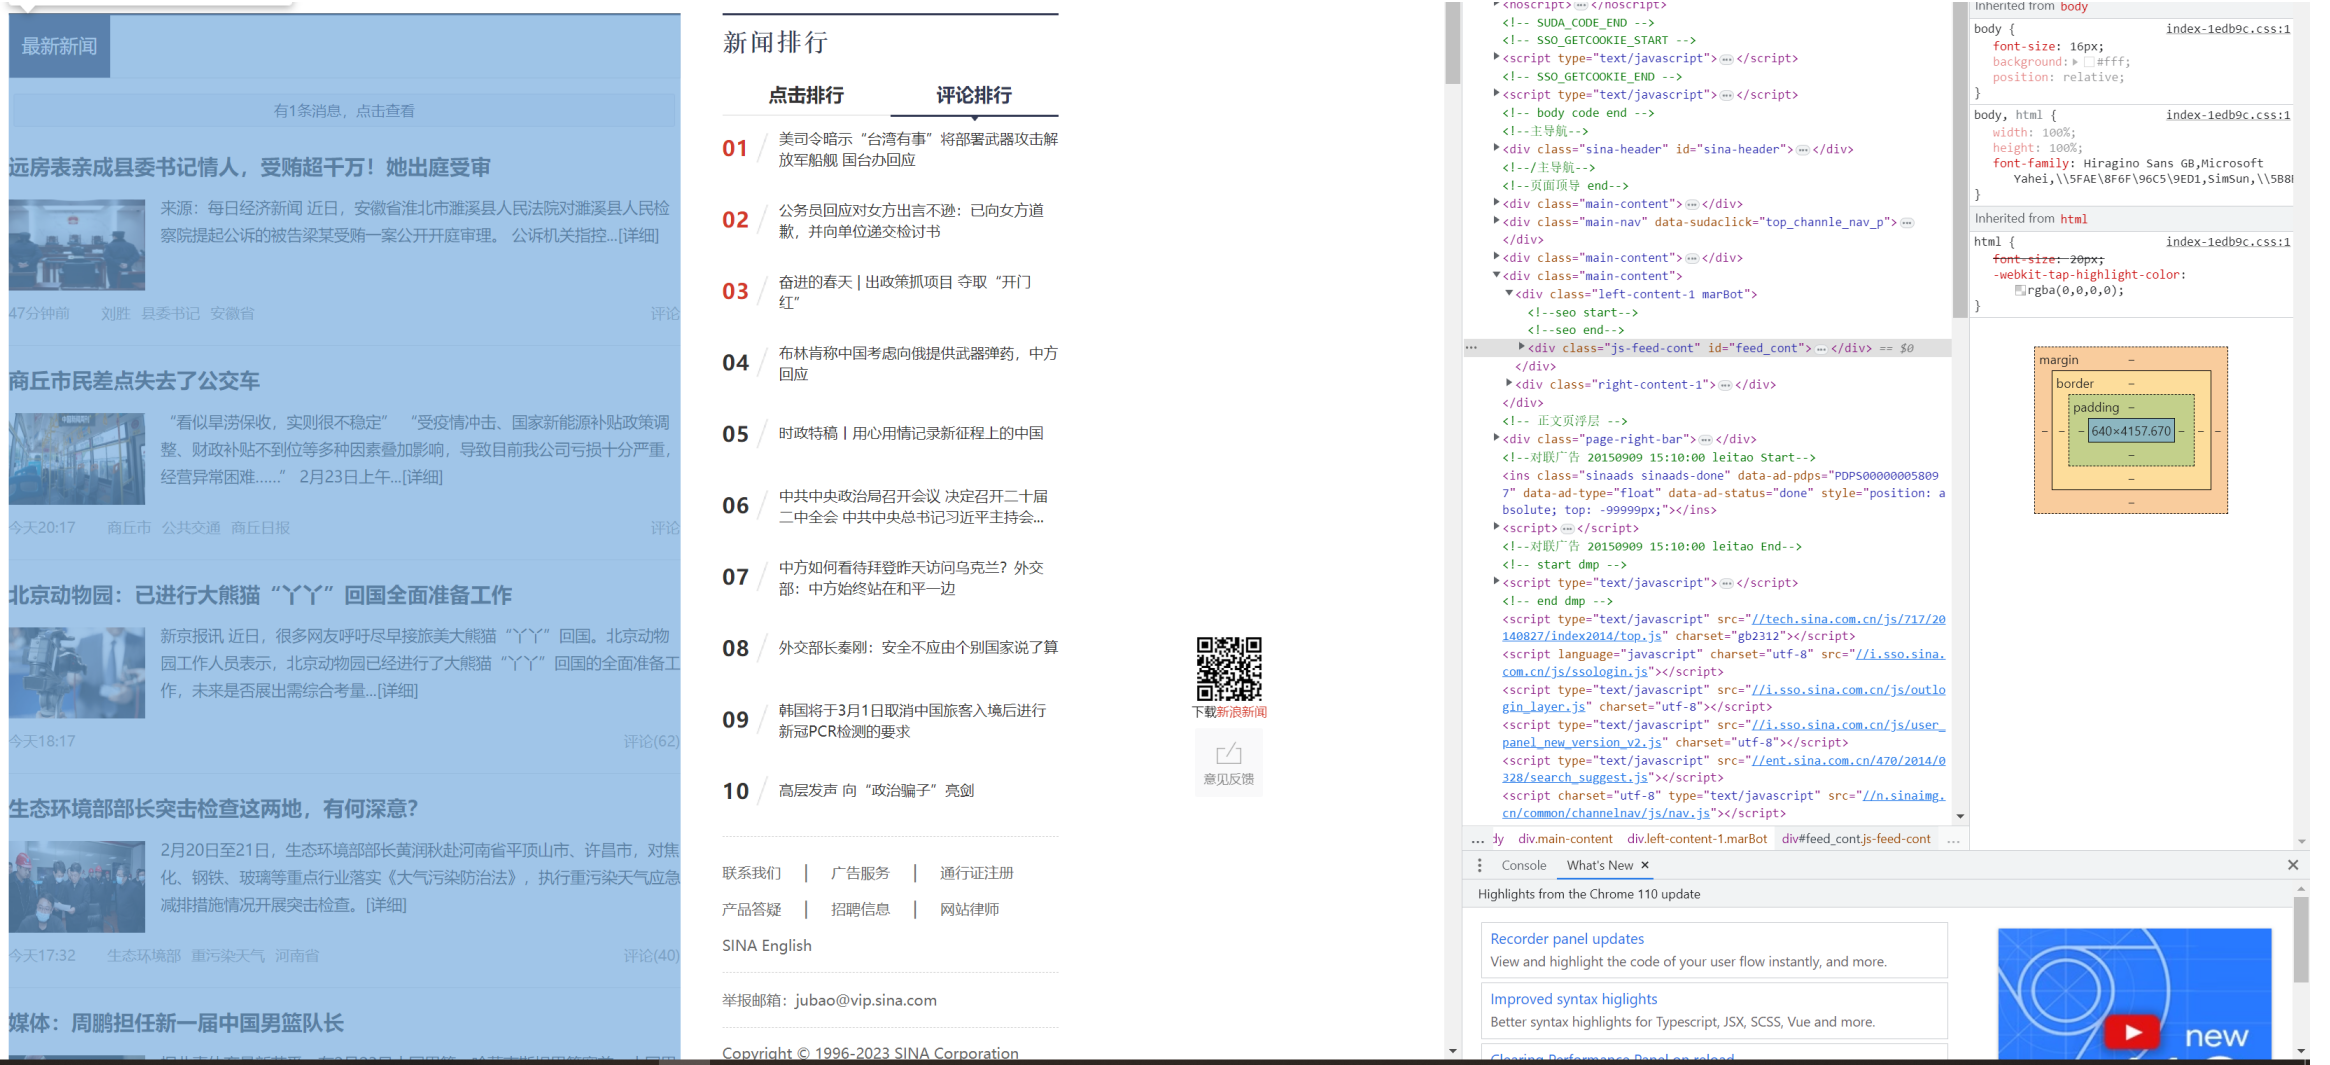 最新新闻
有1条消息，点击查看
远房表亲成县委书记情人，受贿超千万！她出庭受审
来源：每日经济新闻 近日，安徽省淮北市濉溪县人民法院对濉溪县人民检
察院提起公诉的被告梁某受贿一案公开开庭审理。 公诉机关指控...[详细]
47分钟前 刘胜 县委书记 安徽省 评论
商丘市民差点失去了公交车
“看似旱涝保收，实则很不稳定” “受疫情冲击、国家新能源补贴政策调
整、财政补贴不到位等多种因素叠加影响，导致目前我公司亏损十分严重，
经营异常困难……” 2月23日上午...[详细]
今天20:17 商丘市 公共交通 商丘日报 评论
北京动物园：已进行大熊猫“丫丫”回国全面准备工作
新京报讯 近日，很多网友呼吁尽早接旅美大熊猫“丫丫”回国。北京动物
园工作人员表示，北京动物园已经进行了大熊猫“丫丫”回国的全面准备工
作，未来是否展出需综合考量...[详细]
今天18:17 评论(62)
生态环境部部长突击检查这两地，有何深意？
2月20日至21日，生态环境部部长黄润秋赴河南省平顶山市、许昌市，对焦
化、钢铁、玻璃等重点行业落实《大气污染防治法》，执行重污染天气应急
减排措施情况开展突击检查。[详细]
今天17:32 生态环境部 重污染天气 河南省 评论(40)
媒体：周鹏担任新一届中国男篮队长
新闻排行
点击排行 评论排行
01 美司令暗示“台湾有事”将部署武器攻击解
放军船舰 国台办回应
02 公务员回应对女方出言不逊：已向女方道
歉，并向单位递交检讨书
03 奋进的春天 | 出政策抓项目 夺取“开门
红”
04 布林肯称中国考虑向俄提供武器弹药，中方
回应
05 时政特稿丨用心用情记录新征程上的中国
06 中共中央政治局召开会议 决定召开二十届
二中全会 中共中央总书记习近平主持会...
07 中方如何看待拜登昨天访问乌克兰？外交
部：中方始终站在和平一边
08 外交部长秦刚：安全不应由个别国家说了算
09 韩国将于3月1日取消中国旅客入境后进行
新冠PCR检测的要求
10 高层发声 向“政治骗子”亮剑
联系我们 | 广告服务 | 通行证注册
产品答疑 | 招聘信息 | 网站律师
SINA English
举报邮箱：jubao@vip.sina.com
Copyright © 1996-2023 SINA Corporation
下载新浪新闻
意见反馈
<noscript> ••• </noscript>
<!-- SUDA_CODE_END -->
<!-- SSO_GETCOOKIE_START -->
<script type="text/javascript"> ••• </script>
<!-- SSO_GETCOOKIE_END -->
<script type="text/javascript"> ••• </script>
<!-- body code end -->
<!--主导航-->
<div class="sina-header" id="sina-header"> ••• </div>
<!--/主导航-->
<!--页面顶导 end-->
<div class="main-content"> ••• </div>
<div class="main-nav" data-sudaclick="top_channle_nav_p"> •••
</div>
<div class="main-content"> ••• </div>
<div class="main-content">
<div class="left-content-1 marBot">
<!--seo start-->
<!--seo end-->
<div class="js-feed-cont" id="feed_cont"> ••• </div> == $0
</div>
<div class="right-content-1"> ••• </div>
</div>
<!-- 正文页浮层 -->
<div class="page-right-bar"> ••• </div>
<!--对联广告 20150909 15:10:00 leitao Start-->
<ins class="sinaads sinaads-done" data-ad-pdps="PDPS00000005809
7" data-ad-type="float" data-ad-status="done" style="position: a
bsolute; top: -99999px;"></ins>
<script> ••• </script>
<!--对联广告 20150909 15:10:00 leitao End-->
<!-- start dmp -->
<script type="text/javascript"> ••• </script>
<!-- end dmp -->
<script type="text/javascript" src="//tech.sina.com.cn/js/717/20
140827/index2014/top.js" charset="gb2312"></script>
<script language="javascript" charset="utf-8" src="//i.sso.sina.
com.cn/js/ssologin.js"></script>
<script type="text/javascript" src="//i.sso.sina.com.cn/js/outlo
gin_layer.js" charset="utf-8"></script>
<script type="text/javascript" src="//i.sso.sina.com.cn/js/user_
panel_new_version_v2.js" charset="utf-8"></script>
<script type="text/javascript" src="//ent.sina.com.cn/470/2014/0
328/search_suggest.js"></script>
<script charset="utf-8" type="text/javascript" src="//n.sinaimg.
cn/common/channelnav/js/nav.js"></script>
... dy div.main-content div.left-content-1.marBot div#feed_cont.js-feed-cont ...
Inherited from body
body { index-1edb9c.css:1
font-size: 16px;
background: #fff;
position: relative;
}
body, html { index-1edb9c.css:1
width: 100%;
height: 100%;
font-family: Hiragino Sans GB,Microsoft
Yahei,\\5FAE\8F6F\96C5\9ED1,SimSun,\\5B8
}
Inherited from html
html { index-1edb9c.css:1
font-size: 20px;
-webkit-tap-highlight-color:
rgba(0,0,0,0);
}
margin –
border –
padding –
– – – 640×4157.670 – – –
–
–
–
Console What's New ×
Highlights from the Chrome 110 update
Recorder panel updates
View and highlight the code of your user flow instantly, and more.
Improved syntax higlights
Better syntax highlights for Typescript, JSX, SCSS, Vue and more.
Clearing Performance Panel on reload
new